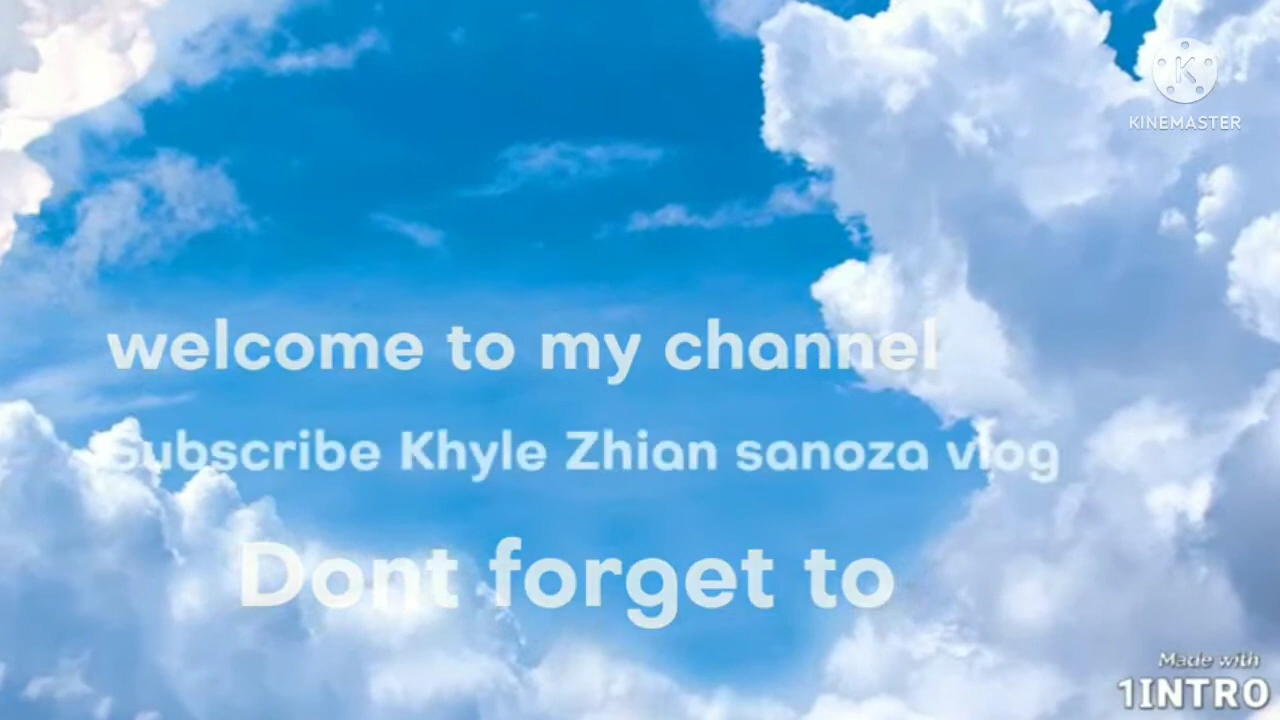 KINEMASTER
welcome to my channel
Subscribe Khyle Zhian sanoza vlog
Dont forget to
Made with
1INTRO